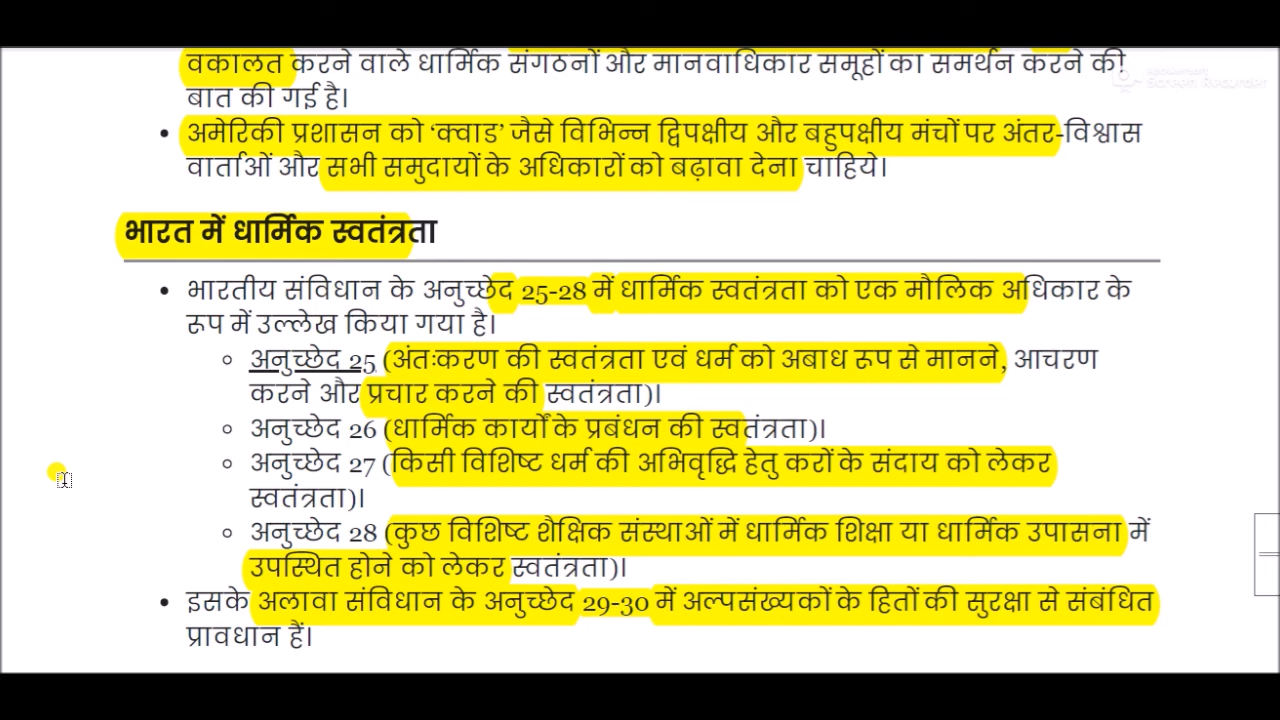 वकालत करने वाले धार्मिक संगठनों और मानवाधिकार समूहों का समर्थन करने की
बात की गई है।
• अमेरिकी प्रशासन को ‘क्वाड’ जैसे विभिन्न द्विपक्षीय और बहुपक्षीय मंचों पर अंतर-विश्वास
वार्ताओं और सभी समुदायों के अधिकारों को बढ़ावा देना चाहिये।
भारत में धार्मिक स्वतंत्रता
• भारतीय संविधान के अनुच्छेद 25-28 में धार्मिक स्वतंत्रता को एक मौलिक अधिकार के
रूप में उल्लेख किया गया है।
○ अनुच्छेद 25 (अंतःकरण की स्वतंत्रता एवं धर्म को अबाध रूप से मानने, आचरण
करने और प्रचार करने की स्वतंत्रता)।
○ अनुच्छेद 26 (धार्मिक कार्यों के प्रबंधन की स्वतंत्रता)।
○ अनुच्छेद 27 (किसी विशिष्ट धर्म की अभिवृद्धि हेतु करों के संदाय को लेकर
स्वतंत्रता)।
○ अनुच्छेद 28 (कुछ विशिष्ट शैक्षिक संस्थाओं में धार्मिक शिक्षा या धार्मिक उपासना में
उपस्थित होने को लेकर स्वतंत्रता)।
• इसके अलावा संविधान के अनुच्छेद 29-30 में अल्पसंख्यकों के हितों की सुरक्षा से संबंधित
प्रावधान हैं।
Screen Recorder